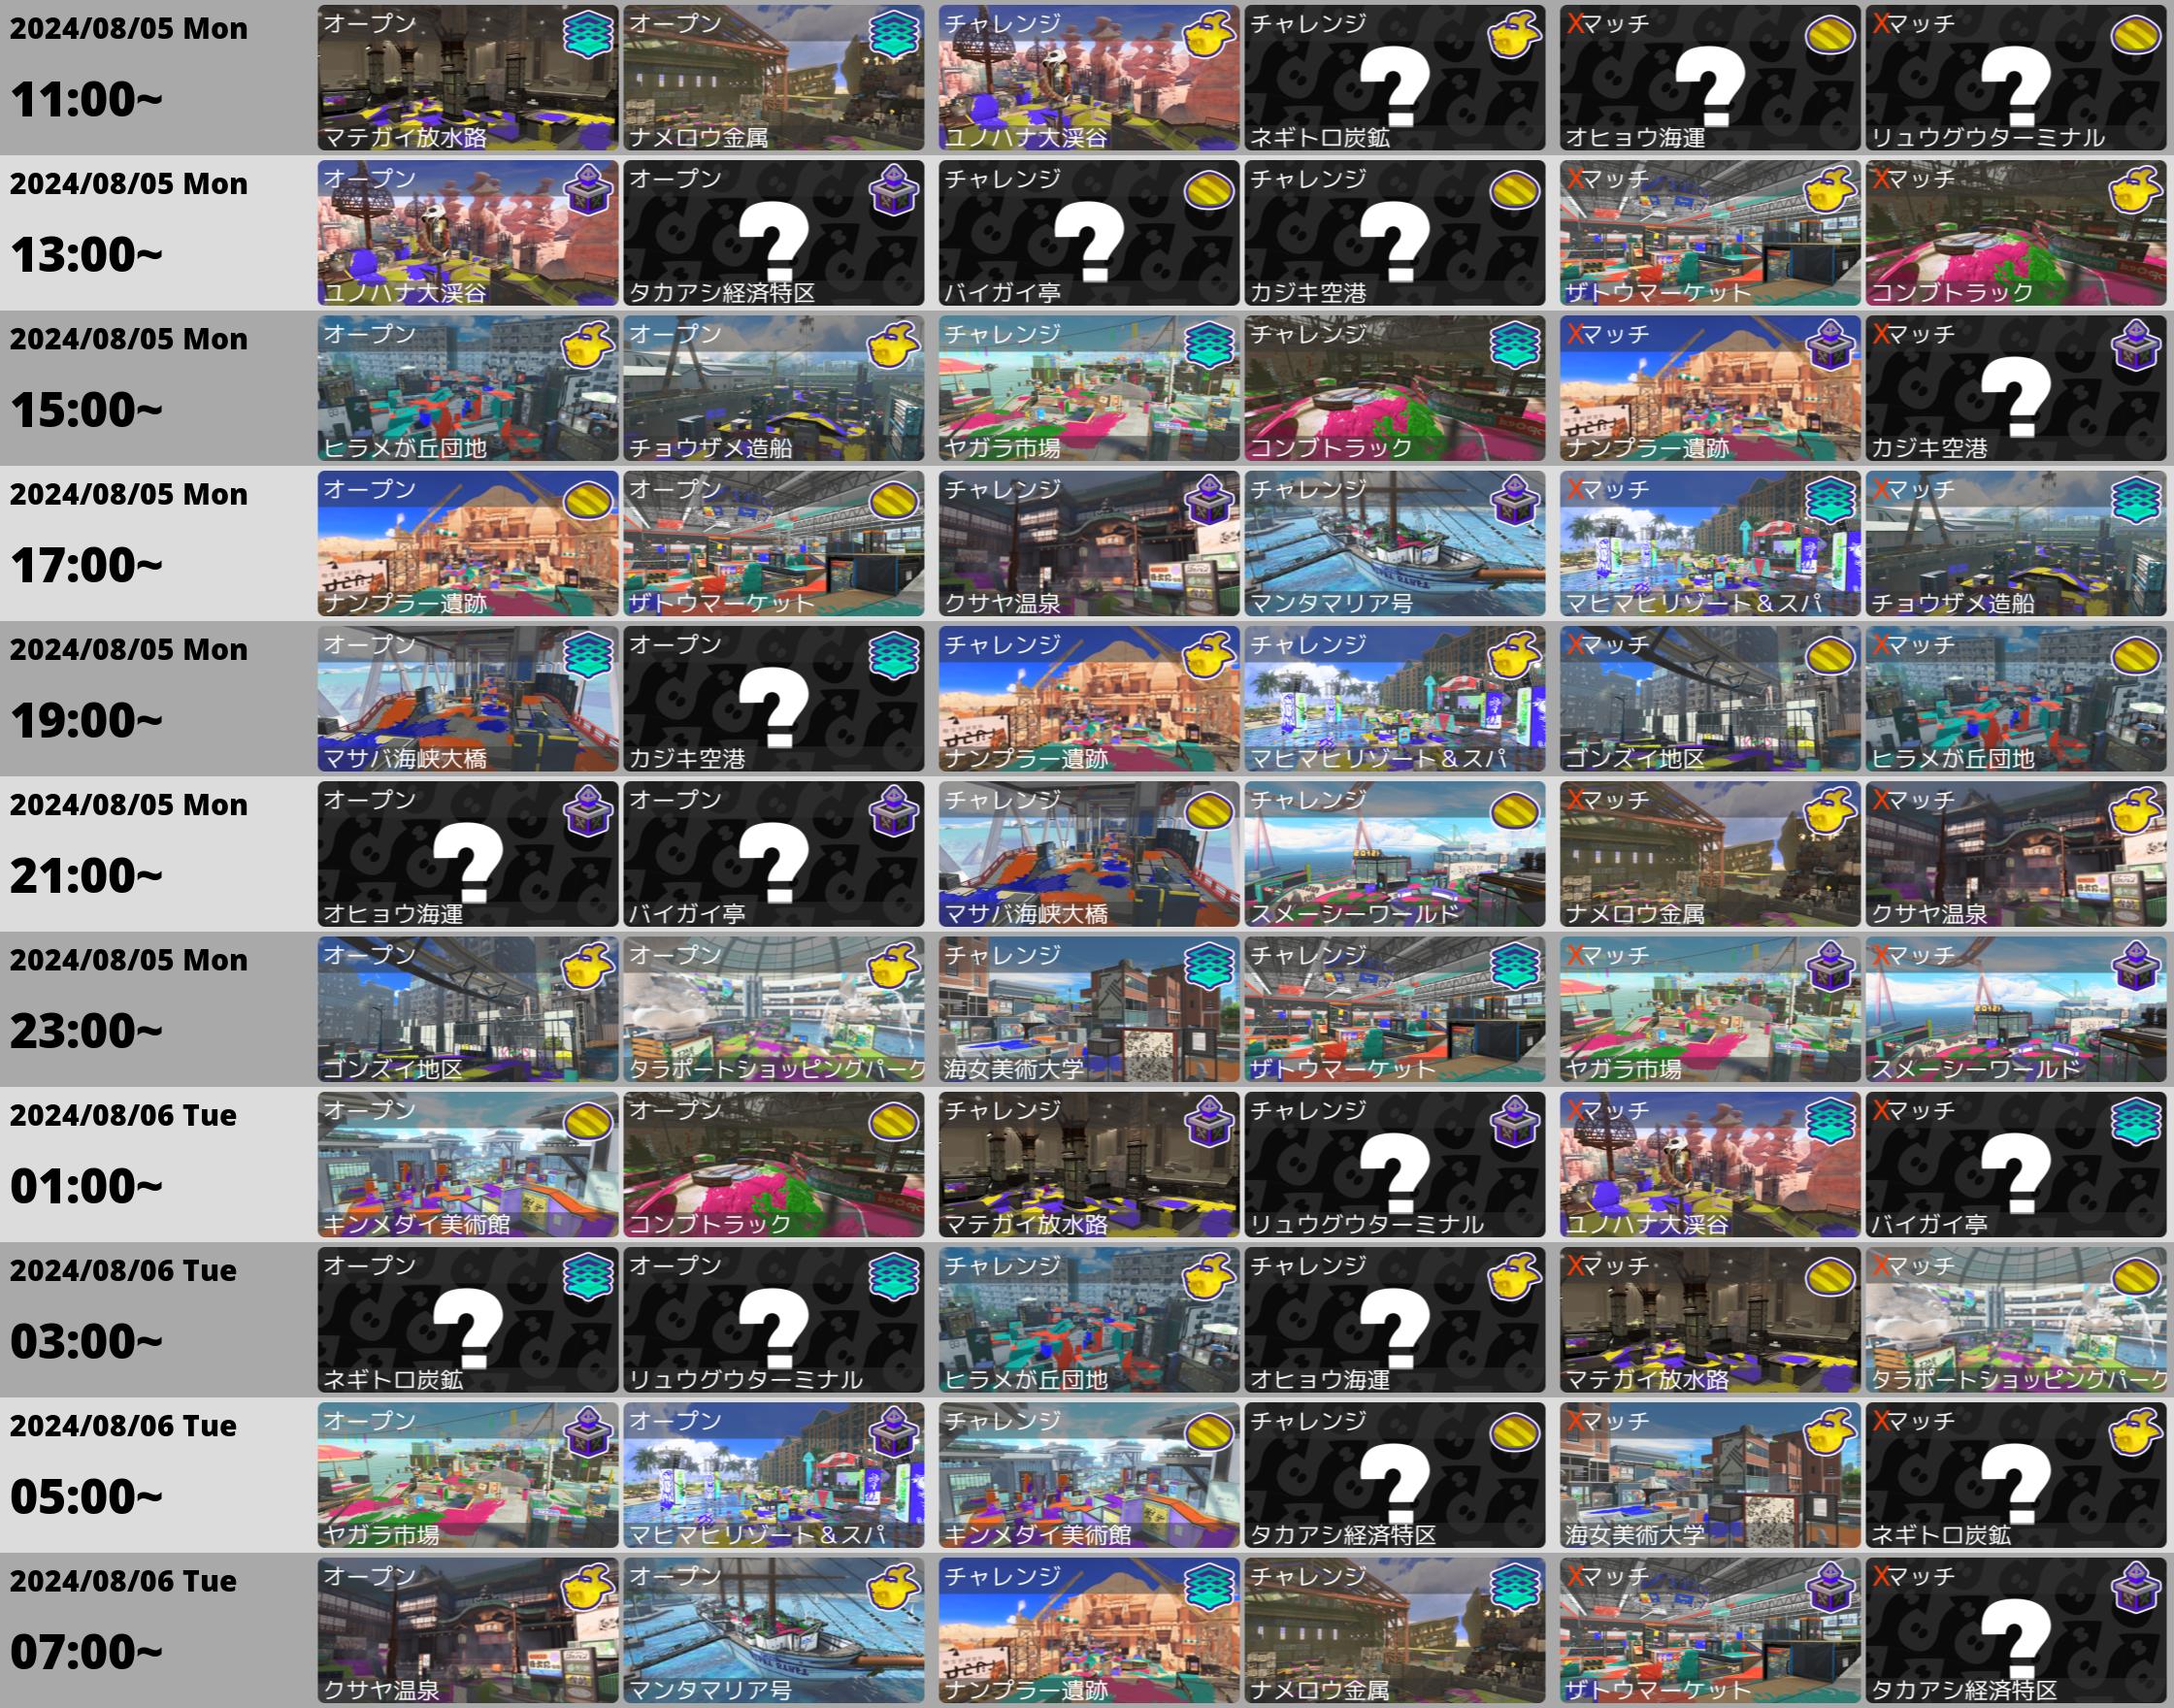 2024/08/05 Mon
11:00~
オープン
マテガイ放水路
オープン
ナメロウ金属
チャレンジ
ユノハナ大渓谷
チャレンジ
ネギトロ炭鉱
Xマッチ
オヒョウ海運
Xマッチ
リュウグウターミナル
2024/08/05 Mon
13:00~
オープン
ユノハナ大渓谷
オープン
タカアシ経済特区
チャレンジ
バイガイ亭
チャレンジ
カジキ空港
Xマッチ
ザトウマーケット
Xマッチ
コンブトラック
2024/08/05 Mon
15:00~
オープン
ヒラメが丘団地
オープン
チョウザメ造船
チャレンジ
ヤガラ市場
チャレンジ
コンブトラック
Xマッチ
ナンプラー遺跡
Xマッチ
カジキ空港
2024/08/05 Mon
17:00~
オープン
ナンプラー遺跡
オープン
ザトウマーケット
チャレンジ
クサヤ温泉
チャレンジ
マンタマリア号
Xマッチ
マヒマヒリゾート＆スパ
Xマッチ
チョウザメ造船
2024/08/05 Mon
19:00~
オープン
マサバ海峡大橋
オープン
カジキ空港
チャレンジ
ナンプラー遺跡
チャレンジ
マヒマヒリゾート＆スパ
Xマッチ
ゴンズイ地区
Xマッチ
ヒラメが丘団地
2024/08/05 Mon
21:00~
オープン
オヒョウ海運
オープン
バイガイ亭
チャレンジ
マサバ海峡大橋
チャレンジ
スメーシーワールド
Xマッチ
ナメロウ金属
Xマッチ
クサヤ温泉
2024/08/05 Mon
23:00~
オープン
ゴンズイ地区
オープン
タラポートショッピングパーク
チャレンジ
海女美術大学
チャレンジ
ザトウマーケット
Xマッチ
ヤガラ市場
Xマッチ
スメーシーワールド
2024/08/06 Tue
01:00~
オープン
キンメダイ美術館
オープン
コンブトラック
チャレンジ
マテガイ放水路
チャレンジ
リュウグウターミナル
Xマッチ
ユノハナ大渓谷
Xマッチ
バイガイ亭
2024/08/06 Tue
03:00~
オープン
ネギトロ炭鉱
オープン
リュウグウターミナル
チャレンジ
ヒラメが丘団地
チャレンジ
オヒョウ海運
Xマッチ
マテガイ放水路
Xマッチ
タラポートショッピングパーク
2024/08/06 Tue
05:00~
オープン
ヤガラ市場
オープン
マヒマヒリゾート＆スパ
チャレンジ
キンメダイ美術館
チャレンジ
タカアシ経済特区
Xマッチ
海女美術大学
Xマッチ
ネギトロ炭鉱
2024/08/06 Tue
07:00~
オープン
クサヤ温泉
オープン
マンタマリア号
チャレンジ
ナンプラー遺跡
チャレンジ
ナメロウ金属
Xマッチ
ザトウマーケット
Xマッチ
タカアシ経済特区